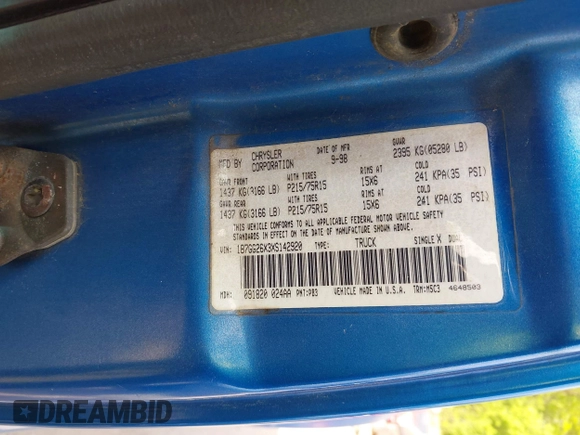 MFD BY CHRYSLER CORPORATION DATE OF MFR 9-98 GVWR 2395 KG(05280 LB)
GAWR FRONT WITH TIRES RIMS AT COLD
1437 KG(3166 LB) P215/75R15 15X6 241 KPA(35 PSI)
GAWR REAR WITH TIRES RIMS AT COLD
1437 KG(3166 LB) P215/75R15 15X6 241 KPA(35 PSI)
THIS VEHICLE CONFORMS TO ALL APPLICABLE FEDERAL MOTOR VEHICLE SAFETY
STANDARDS IN EFFECT ON THE DATE OF MANUFACTURE SHOWN ABOVE.
VIN: 1B7GG26X3XS142920 TYPE: TRUCK SINGLE X DUAL
MDH: 091820 024AA PNT:PB3 VEHICLE MADE IN U.S.A. TRM:M5C3 4648503
DREAMBID